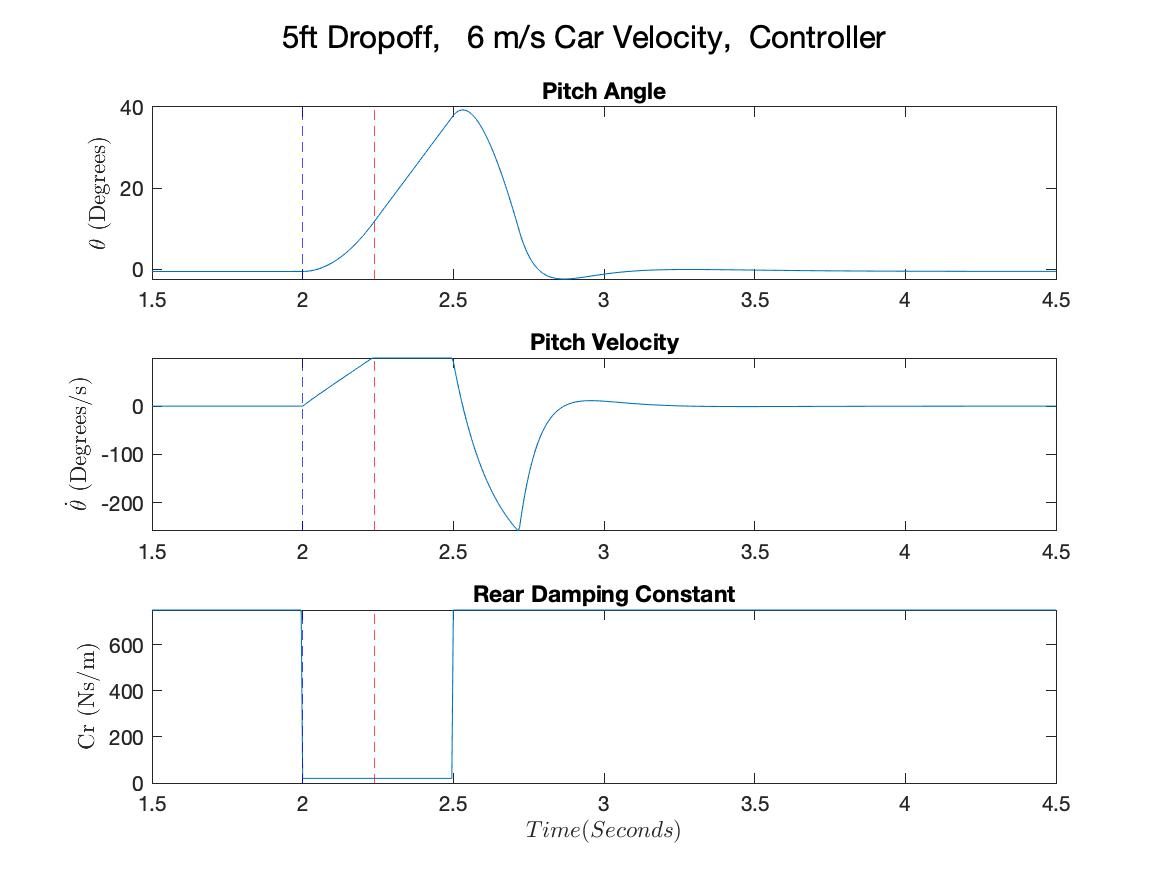 5ft Dropoff, 6 m/s Car Velocity, Controller
Pitch Angle
40
20
0
θ (Degrees)
1.5 2 2.5 3 3.5 4 4.5
Pitch Velocity
0
-100
-200
θ̇ (Degrees/s)
1.5 2 2.5 3 3.5 4 4.5
Rear Damping Constant
600
400
200
0
Cr (Ns/m)
1.5 2 2.5 3 3.5 4 4.5
Time(Seconds)